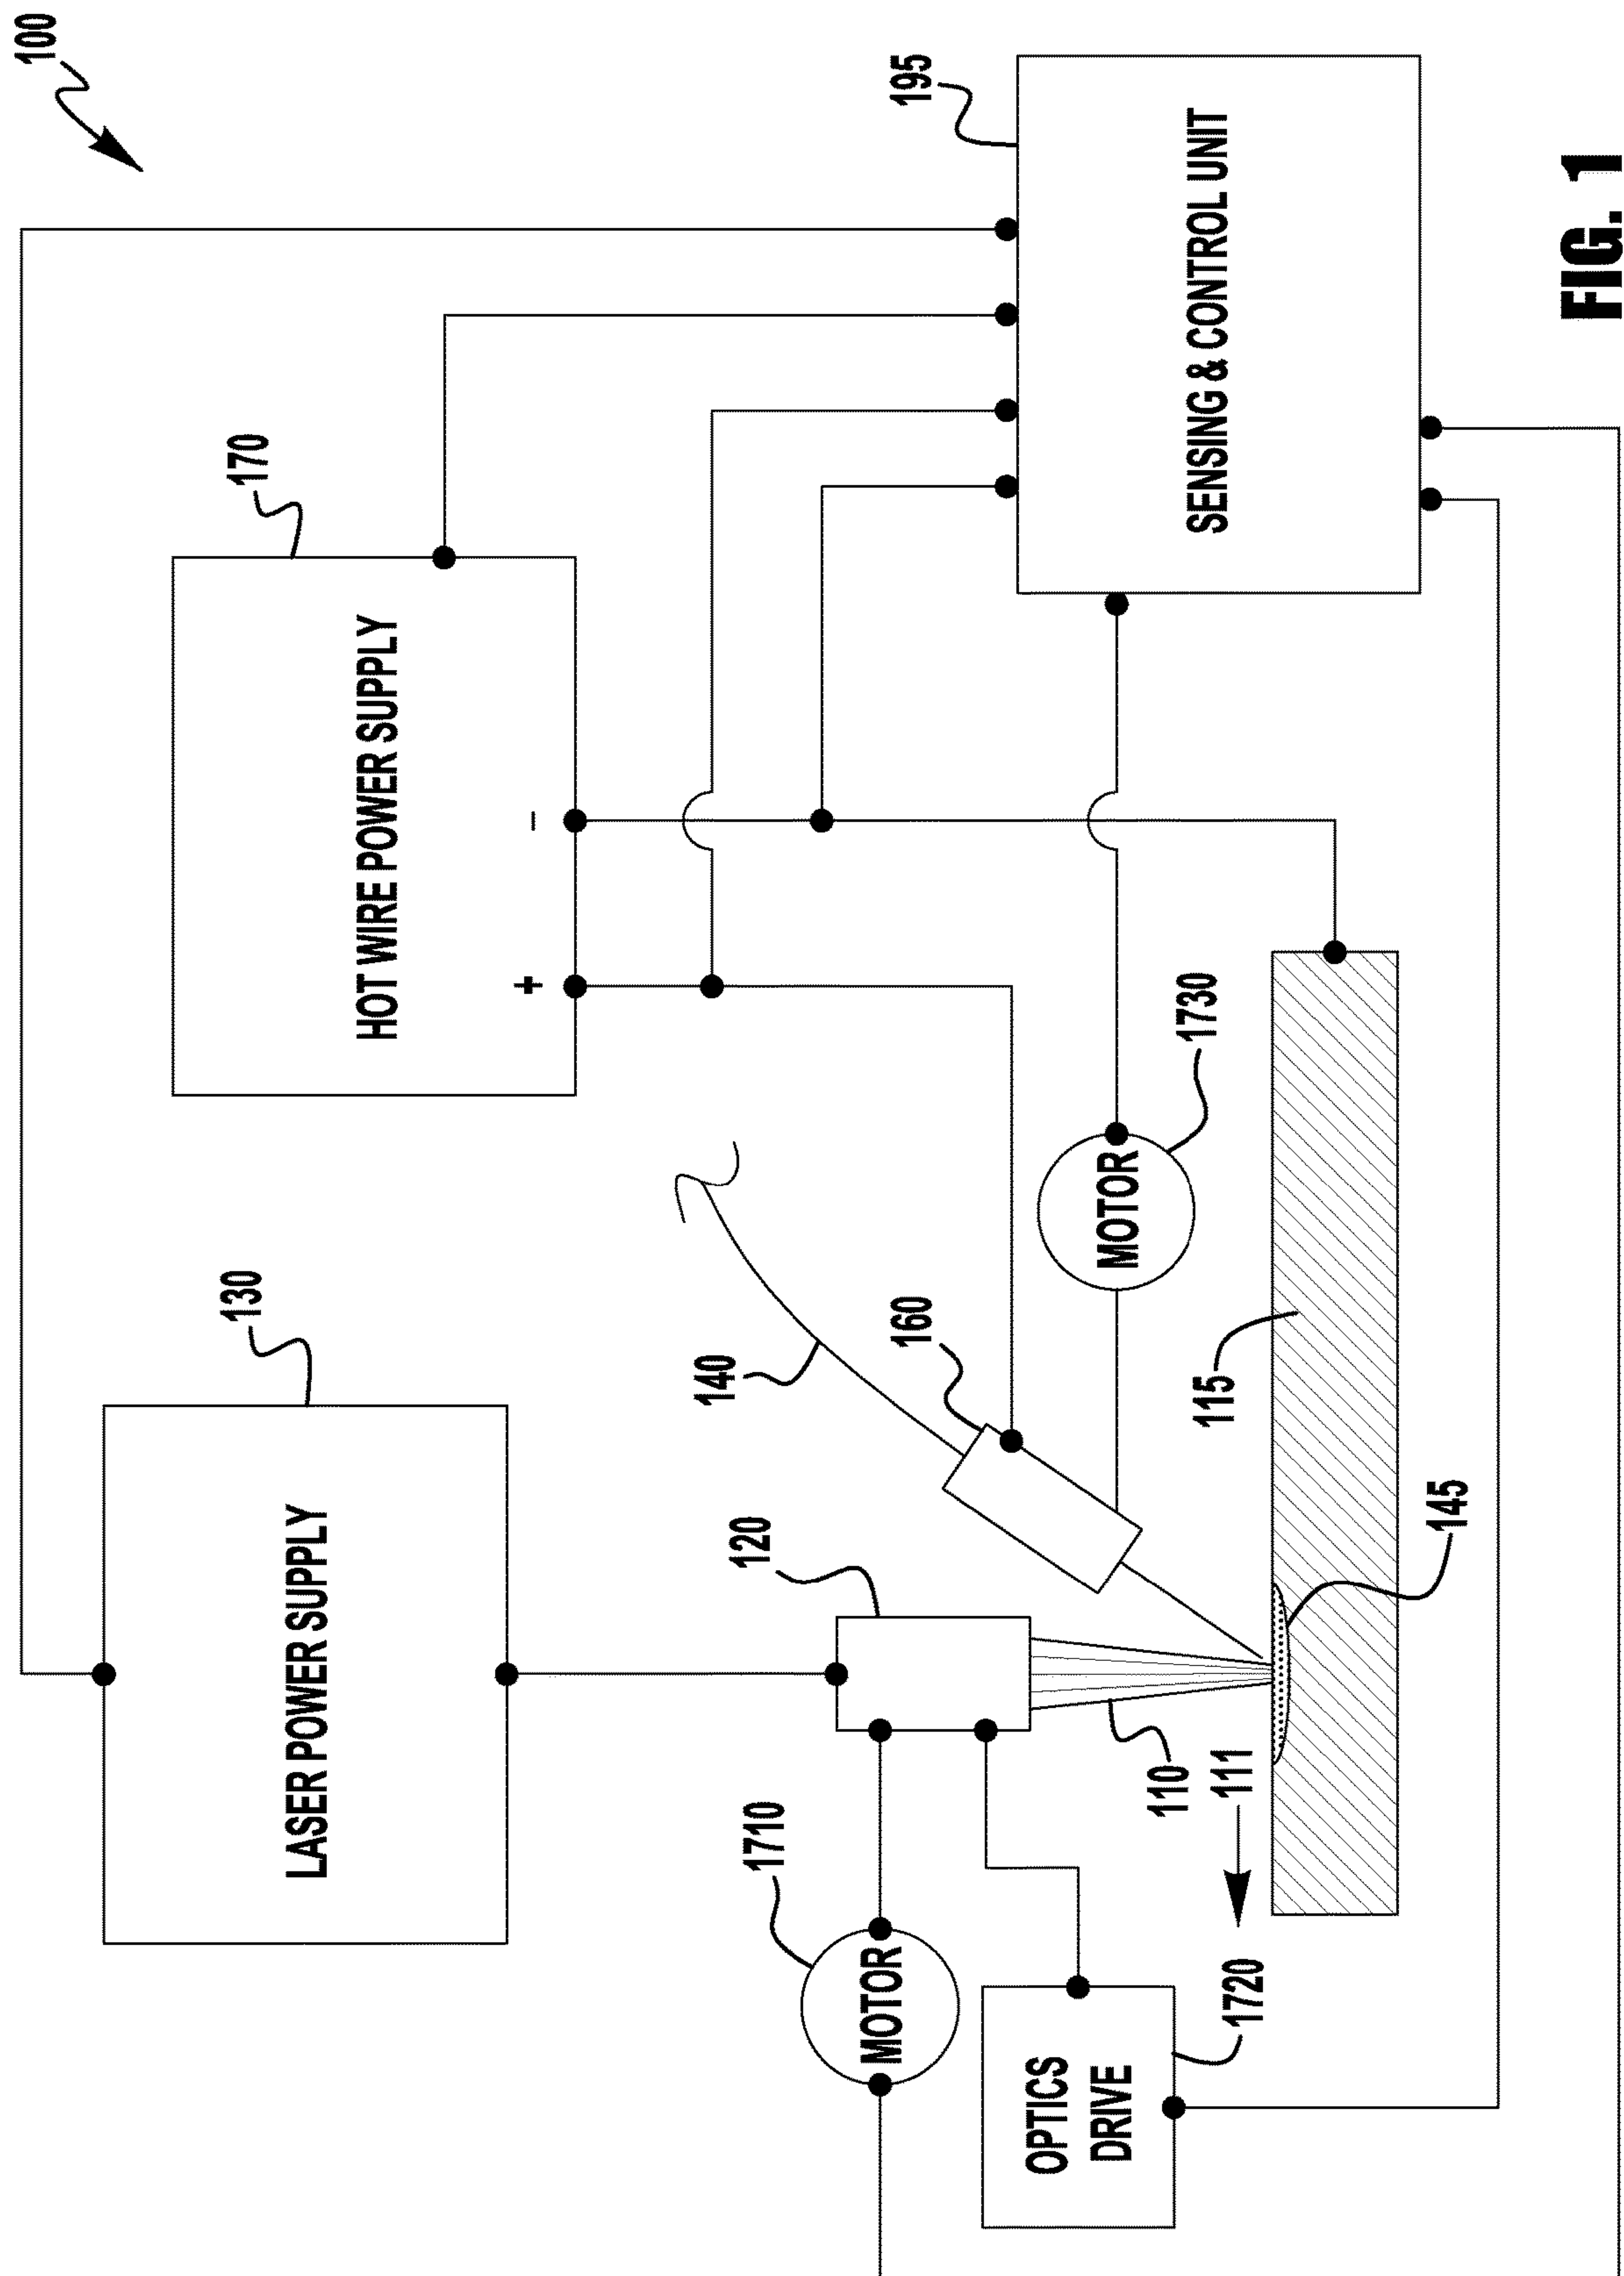 100
LASER POWER SUPPLY
130
HOT WIRE POWER SUPPLY
170
+
−
1710
MOTOR
120
140
160
195
SENSING & CONTROL UNIT
OPTICS
DRIVE
1720
110
111
MOTOR
1730
115
145
FIG. 1